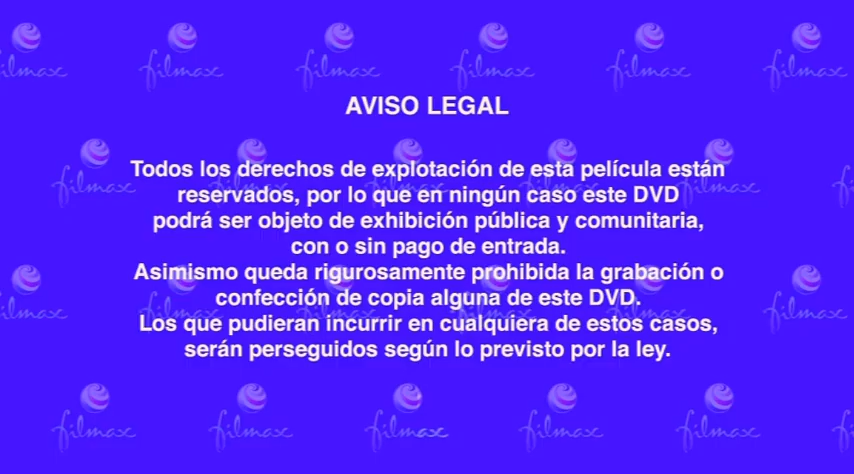 AVISO LEGAL
Todos los derechos de explotación de esta película están
reservados, por lo que en ningún caso este DVD
podrá ser objeto de exhibición pública y comunitaria,
con o sin pago de entrada.
Asimismo queda rigurosamente prohibida la grabación o
confección de copia alguna de este DVD.
Los que pudieran incurrir en cualquiera de estos casos,
serán perseguidos según lo previsto por la ley.
filmax